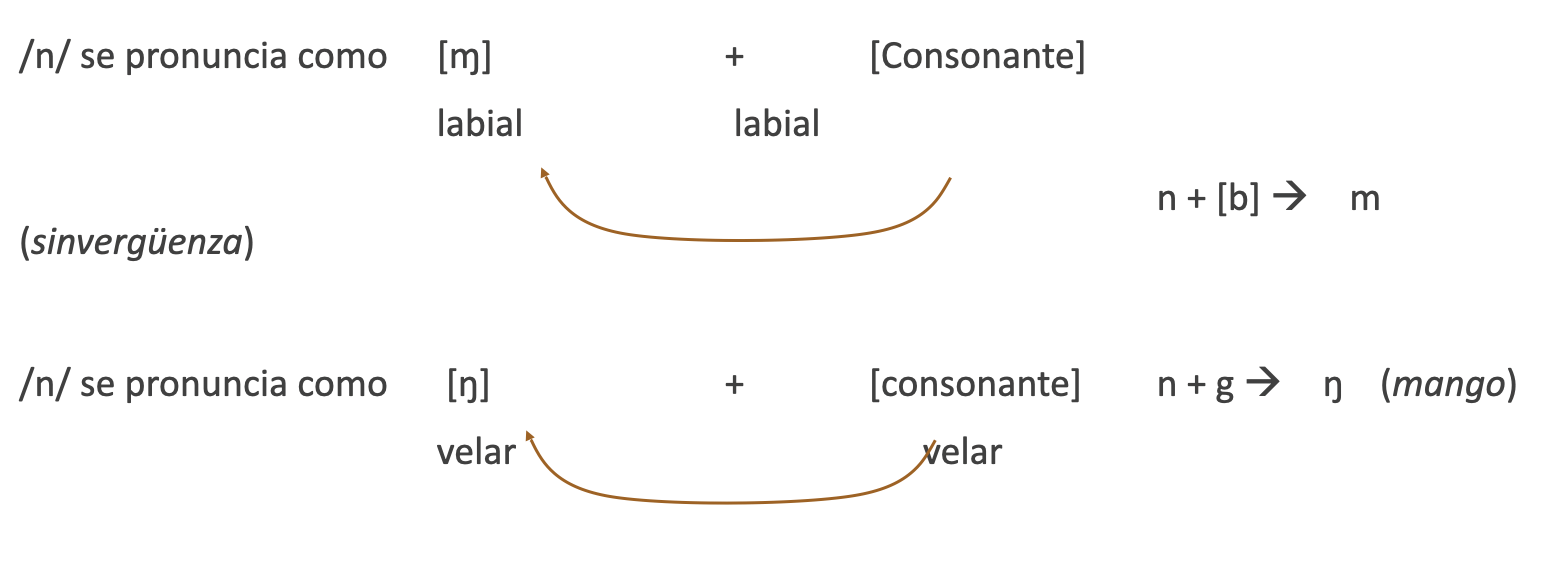 /n/ se pronuncia como [ɱ] + [Consonante]
labial labial
n + [b] → m
(sinvergüenza)
/n/ se pronuncia como [ŋ] + [consonante] n + g → ŋ (mango)
velar velar